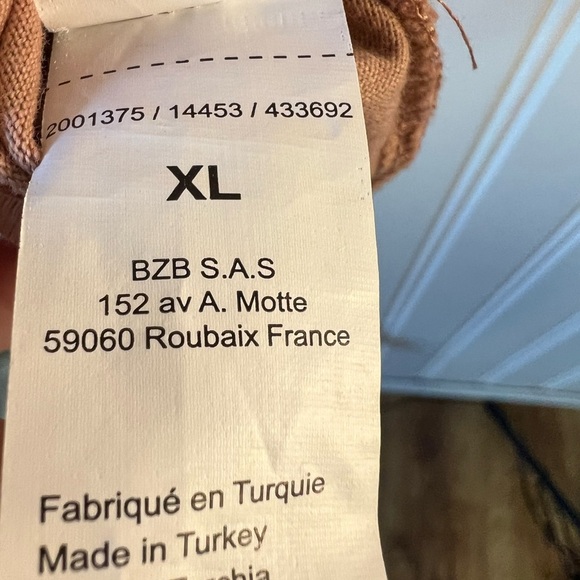 2001375 / 14453 / 433692
XL
BZB S.A.S
152 av A. Motte
59060 Roubaix France
Fabriqué en Turquie
Made in Turkey